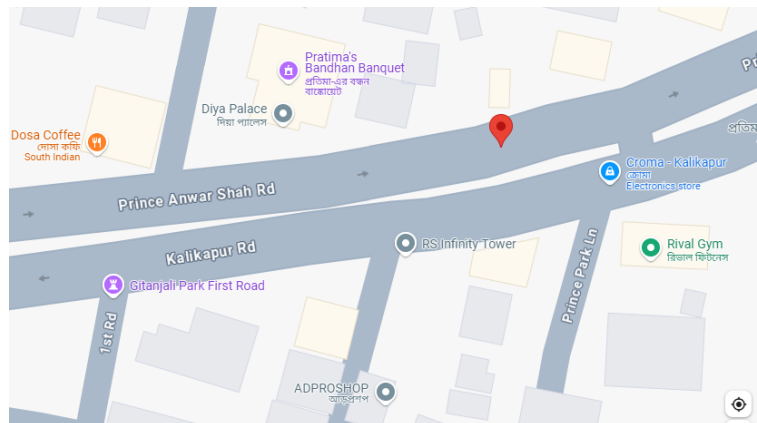 Pratima's
Bandhan Banquet
প্রতিমা-এর বন্ধন
ব্যাঙ্কোয়েট
Diya Palace
দিয়া প্যালেস
Dosa Coffee
দোসা কফি
South Indian
প্রতিম
Croma - Kalikapur
ক্রোমা
Electronics store
Prince Anwar Shah Rd
Kalikapur Rd
RS Infinity Tower
Rival Gym
রিভাল ফিটনেস
Prince Park Ln
Gitanjali Park First Road
1st Rd
ADPROSHOP
আডপ্রশপ